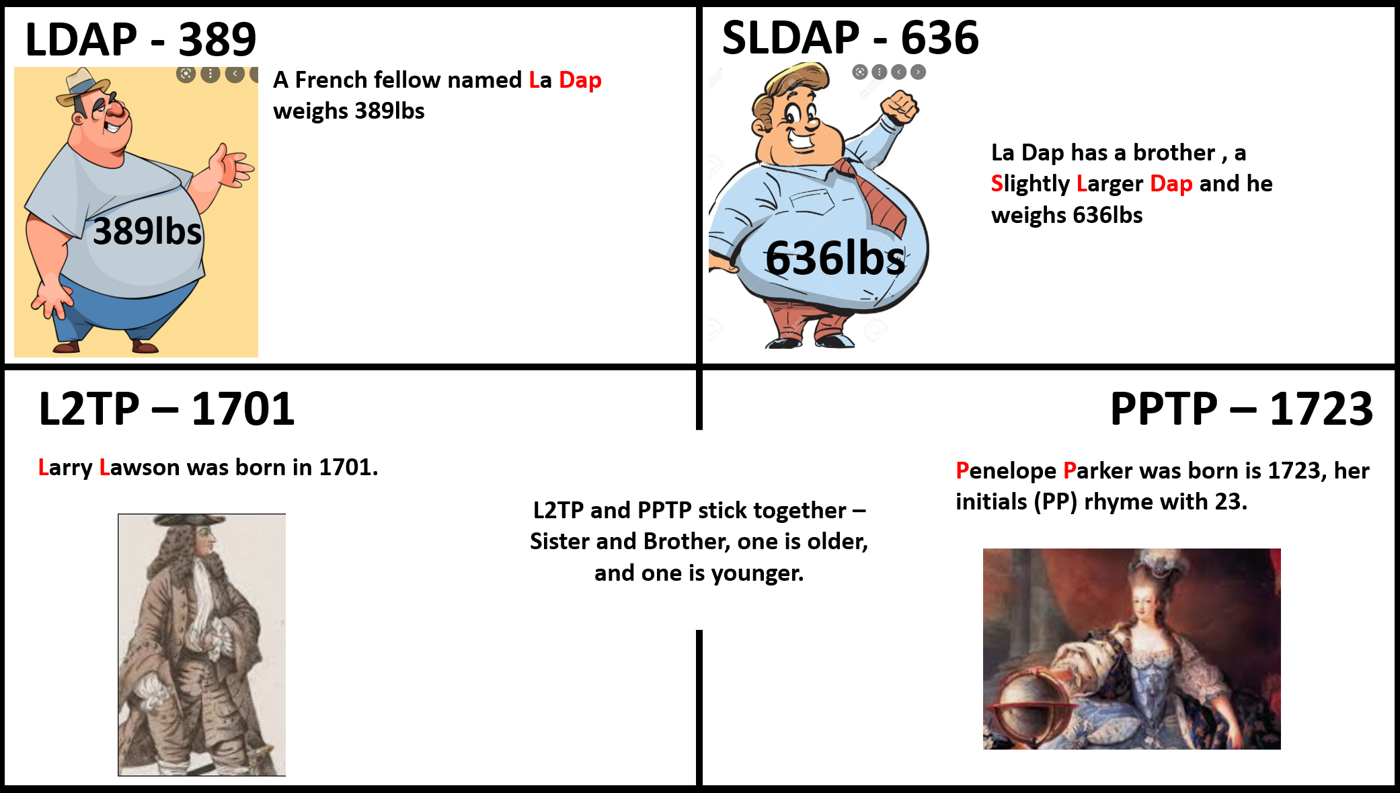 LDAP - 389
A French fellow named La Dap
weighs 389lbs
389lbs
SLDAP - 636
La Dap has a brother , a
Slightly Larger Dap and he
weighs 636lbs
636lbs
L2TP – 1701
Larry Lawson was born in 1701.
L2TP and PPTP stick together –
Sister and Brother, one is older,
and one is younger.
PPTP – 1723
Penelope Parker was born is 1723, her
initials (PP) rhyme with 23.